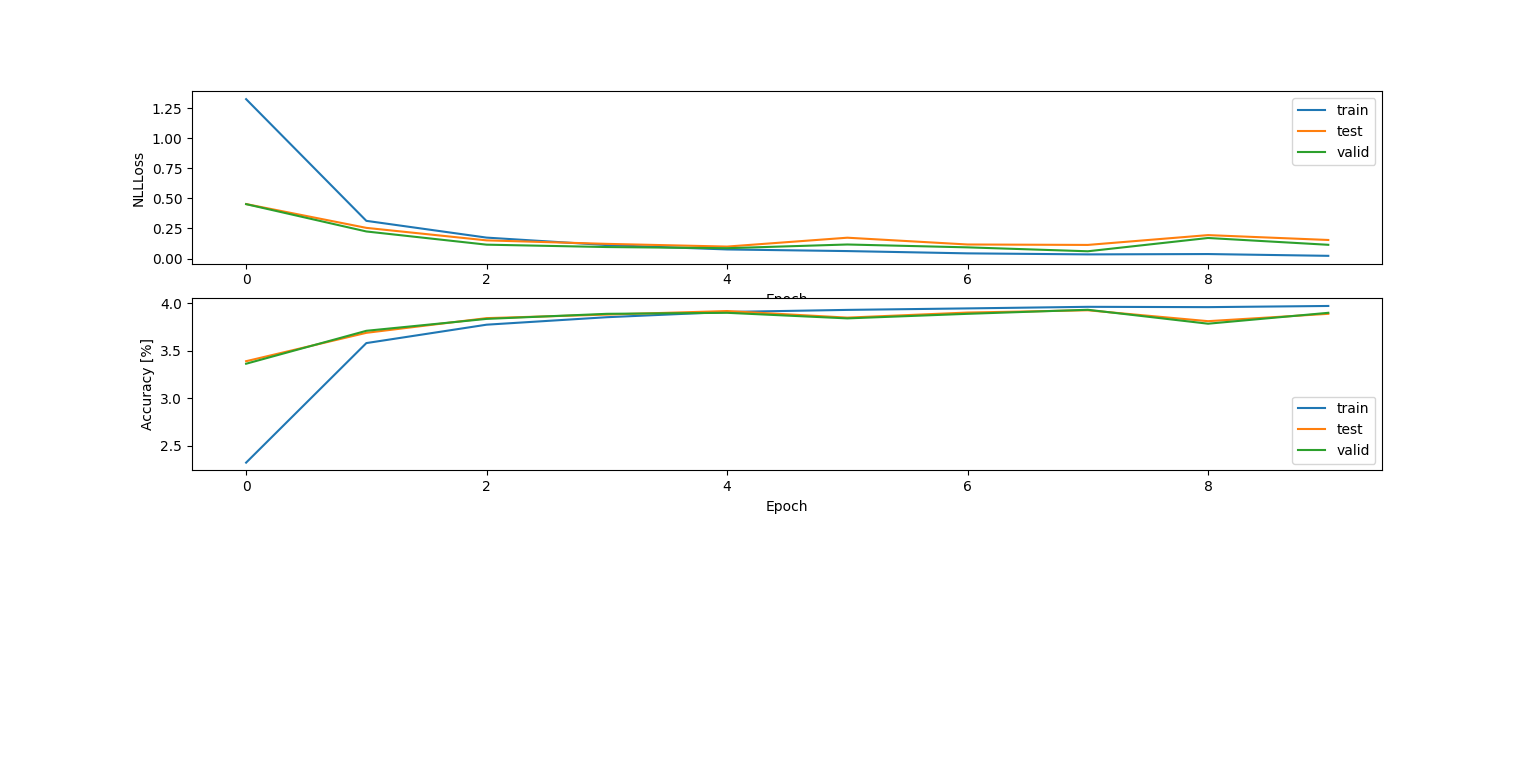 1.25
1.00
0.75
0.50
0.25
0.00
NLLLoss
train
test
valid
0 2 4 6 8
Epoch
4.0
3.5
3.0
2.5
Accuracy [%]
train
test
valid
0 2 4 6 8
Epoch